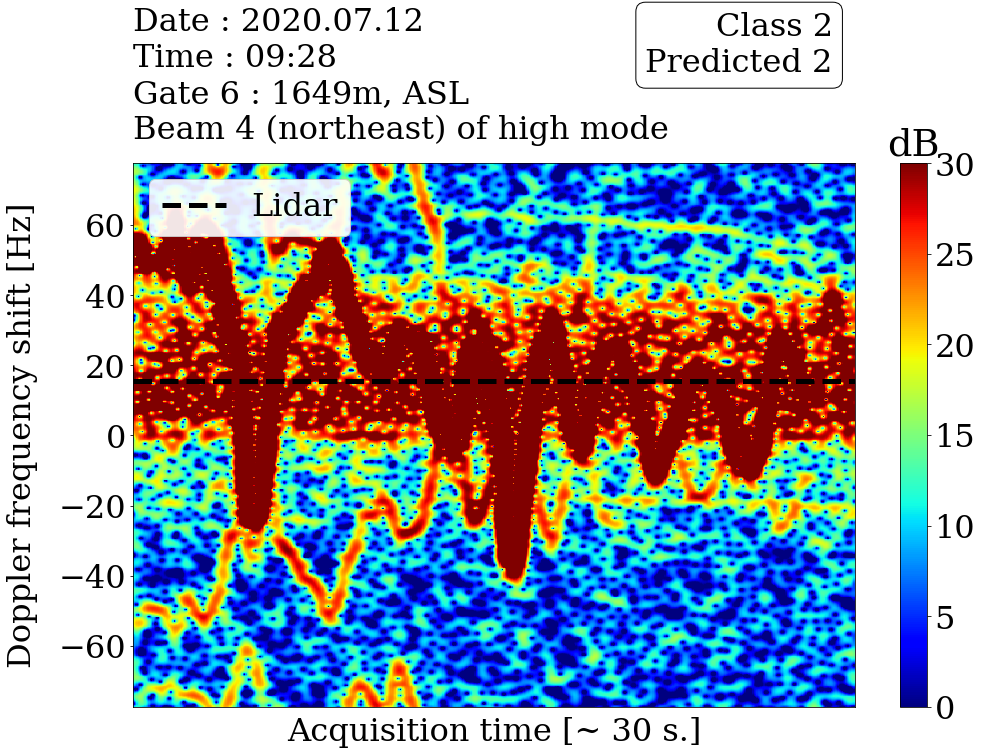 Date : 2020.07.12
Time : 09:28
Gate 6 : 1649m, ASL
Beam 4 (northeast) of high mode
Class 2
Predicted 2
dB
Lidar
Doppler frequency shift [Hz]
60
40
20
0
−20
−40
−60
30
25
20
15
10
5
0
Acquisition time [~ 30 s.]